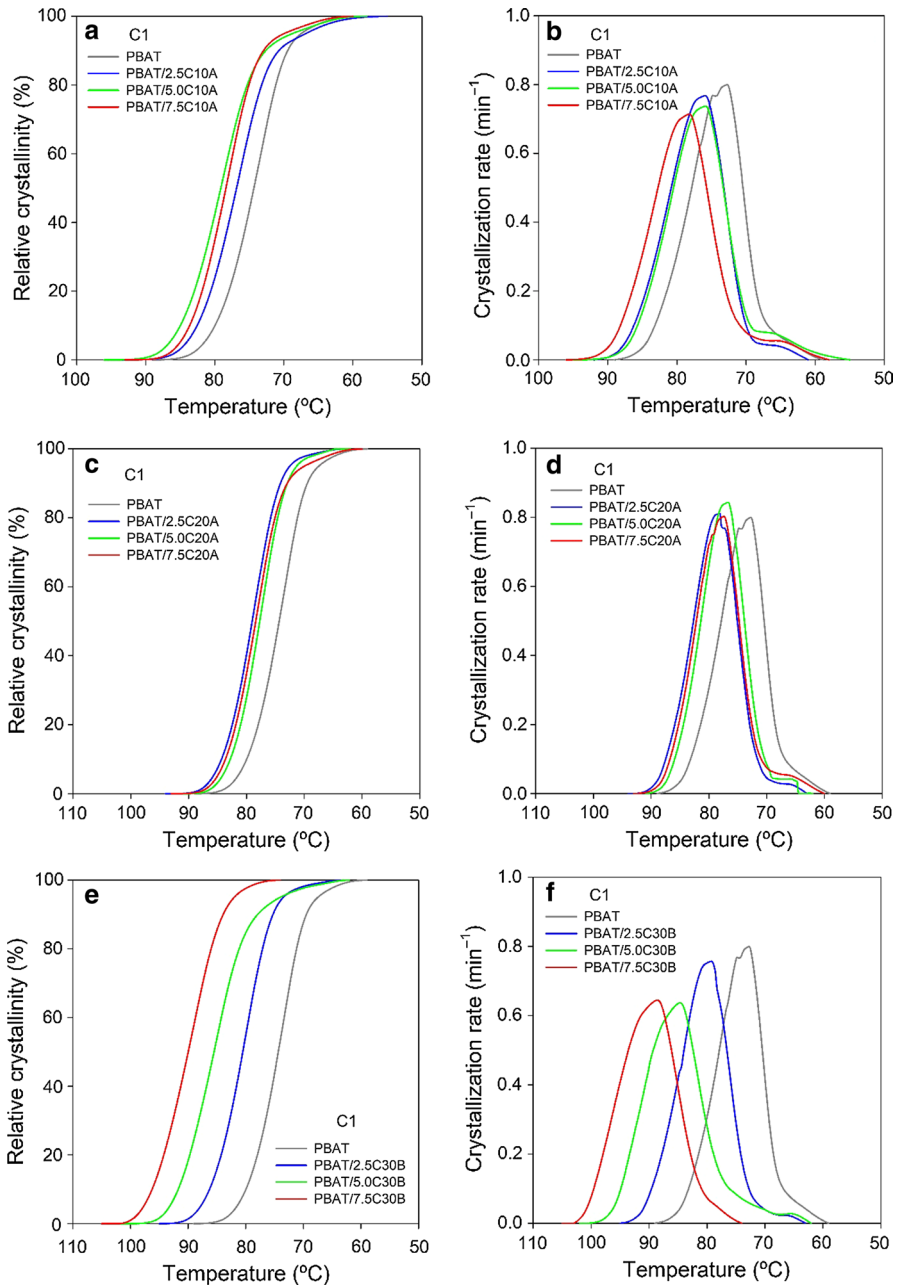 a
C1
PBAT
PBAT/2.5C10A
PBAT/5.0C10A
PBAT/7.5C10A
Relative crystallinity (%)
100
80
60
40
20
0
100 90 80 70 60 50
Temperature (ºC)
b
C1
PBAT
PBAT/2.5C10A
PBAT/5.0C10A
PBAT/7.5C10A
Crystallization rate (min⁻¹)
1.0
0.8
0.6
0.4
0.2
0.0
100 90 80 70 60 50
Temperature (ºC)
c
C1
PBAT
PBAT/2.5C20A
PBAT/5.0C20A
PBAT/7.5C20A
Relative crystallinity (%)
100
80
60
40
20
0
110 100 90 80 70 60 50
Temperature (ºC)
d
C1
PBAT
PBAT/2.5C20A
PBAT/5.0C20A
PBAT/7.5C20A
Crystallization rate (min⁻¹)
1.0
0.8
0.6
0.4
0.2
0.0
110 100 90 80 70 60 50
Temperature (ºC)
e
C1
PBAT
PBAT/2.5C30B
PBAT/5.0C30B
PBAT/7.5C30B
Relative crystallinity (%)
100
80
60
40
20
0
110 100 90 80 70 60 50
Temperature (ºC)
f
C1
PBAT
PBAT/2.5C30B
PBAT/5.0C30B
PBAT/7.5C30B
Crystallization rate (min⁻¹)
1.0
0.8
0.6
0.4
0.2
0.0
110 100 90 80 70 60 50
Temperature (ºC)